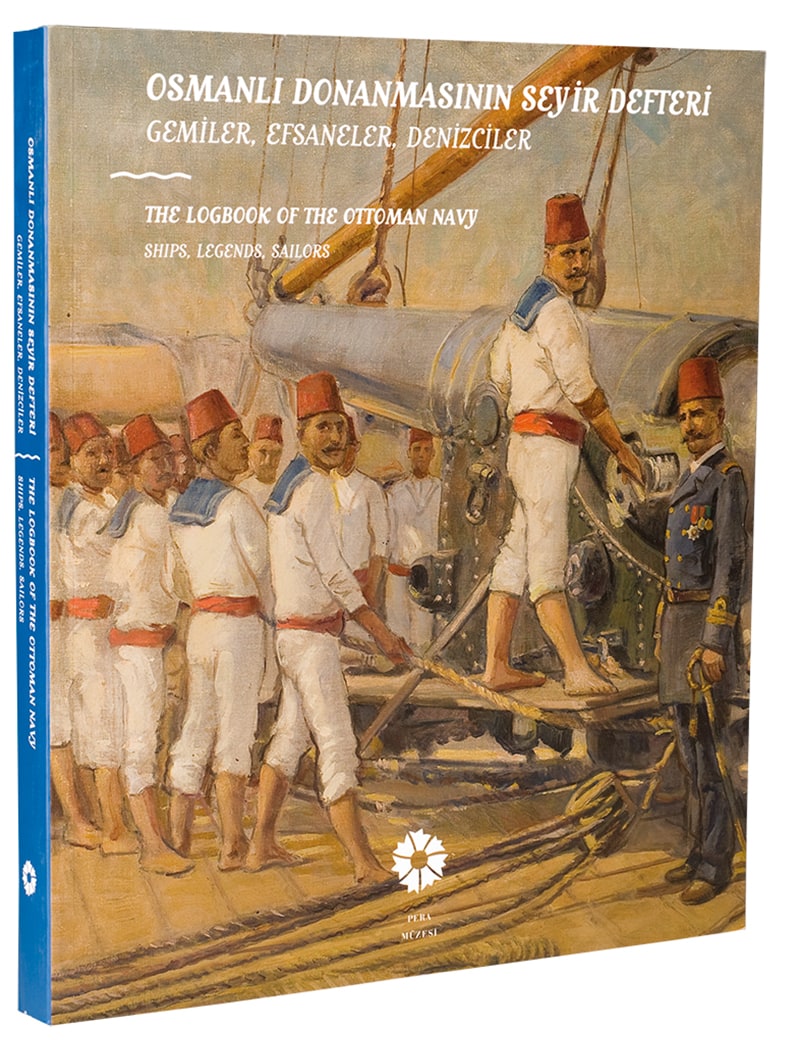 OSMANLI DONANMASININ SEYİR DEFTERİ
GEMİLER, EFSANELER, DENİZCİLER
THE LOGBOOK OF THE OTTOMAN NAVY
SHIPS, LEGENDS, SAILORS
PERA
MÜZESİ
OSMANLI DONANMASININ SEYİR DEFTERİ
GEMİLER, EFSANELER, DENİZCİLER
THE LOGBOOK OF THE OTTOMAN NAVY
SHIPS, LEGENDS, SAILORS